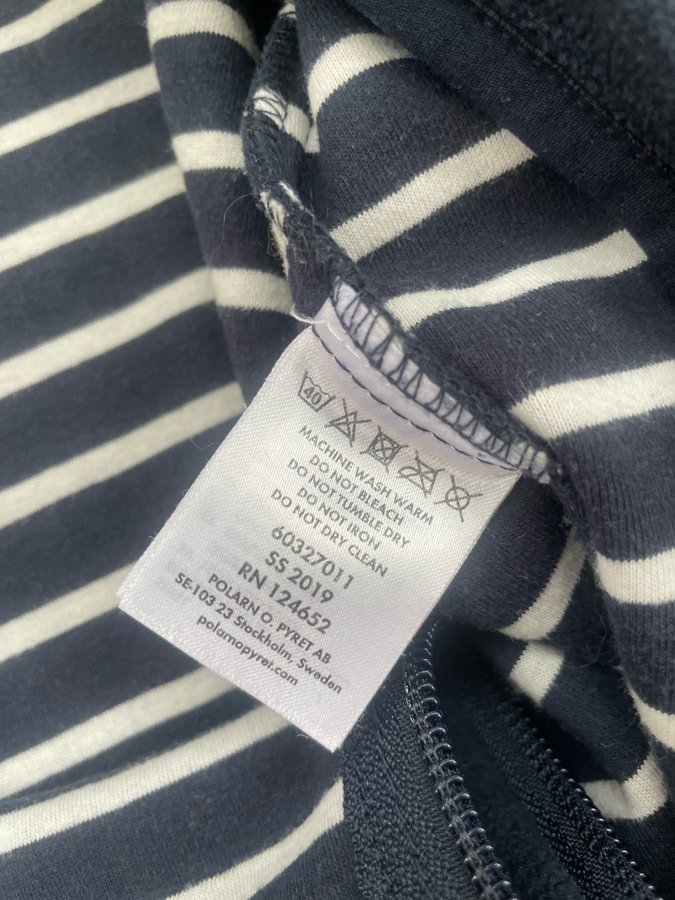 40
MACHINE WASH WARM
DO NOT BLEACH
DO NOT TUMBLE DRY
DO NOT IRON
DO NOT DRY CLEAN
60327011
SS 2019
RN 124652
POLARN O. PYRET AB
SE-103 23 Stockholm, Sweden
polarnopyret.com